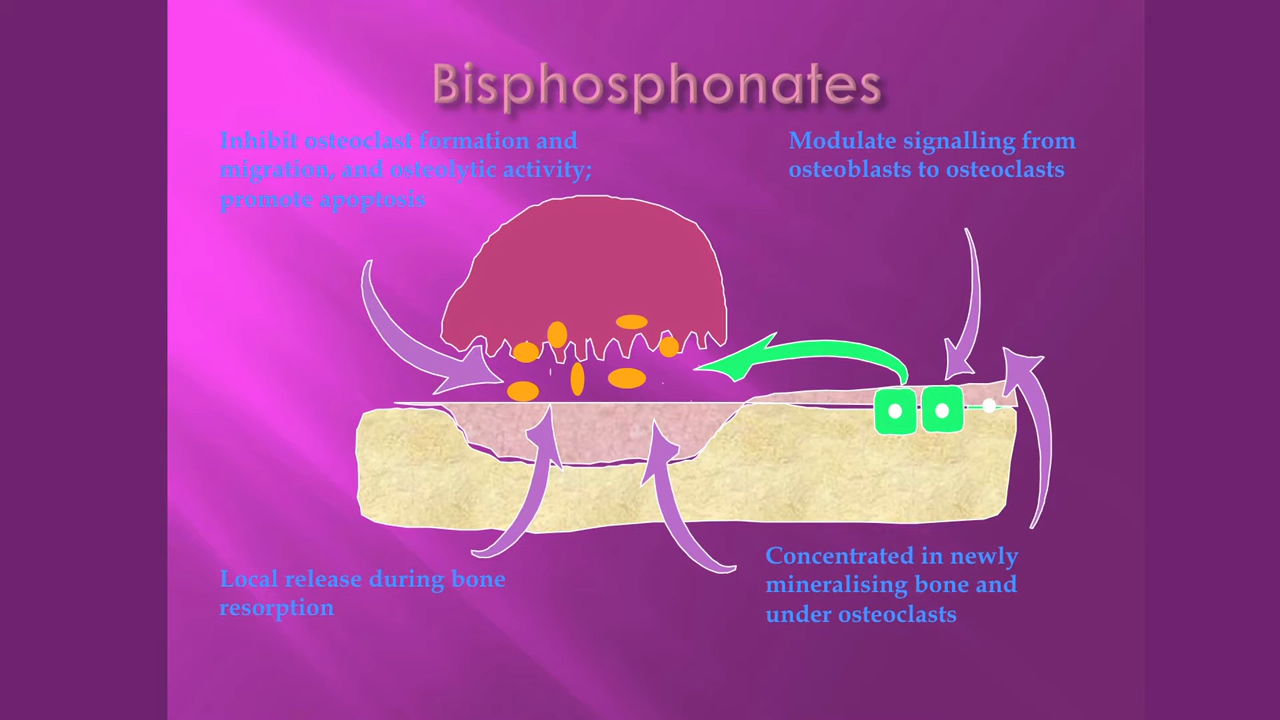 Bisphosphonates
Inhibit osteoclast formation and
migration, and osteolytic activity;
promote apoptosis
Modulate signalling from
osteoblasts to osteoclasts
Local release during bone
resorption
Concentrated in newly
mineralising bone and
under osteoclasts